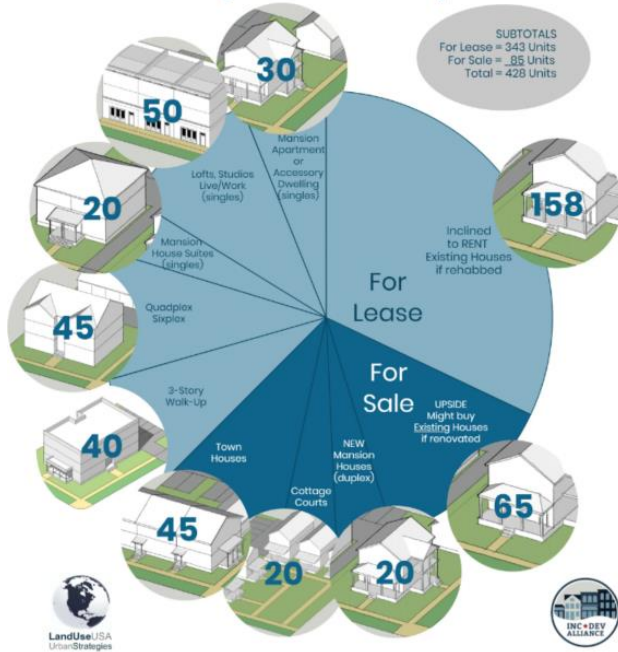 SUBTOTALS
For Lease = 343 Units
For Sale = 85 Units
Total = 428 Units
30
50
20
45
40
45
20
20
65
158
Mansion
Apartment
or
Accessory
Dwelling
(singles)
Lofts, Studios
Live/Work
(singles)
Mansion
House Suites
(singles)
Quadplex
Sixplex
3-Story
Walk-Up
Inclined
to RENT
Existing Houses
if rehabbed
For
Lease
For
Sale
Town
Houses
Cottage
Courts
NEW
Mansion
Houses
(duplex)
UPSIDE
Might buy
Existing Houses
if renovated
LandUseUSA
UrbanStrategies
INC•DEV
ALLIANCE